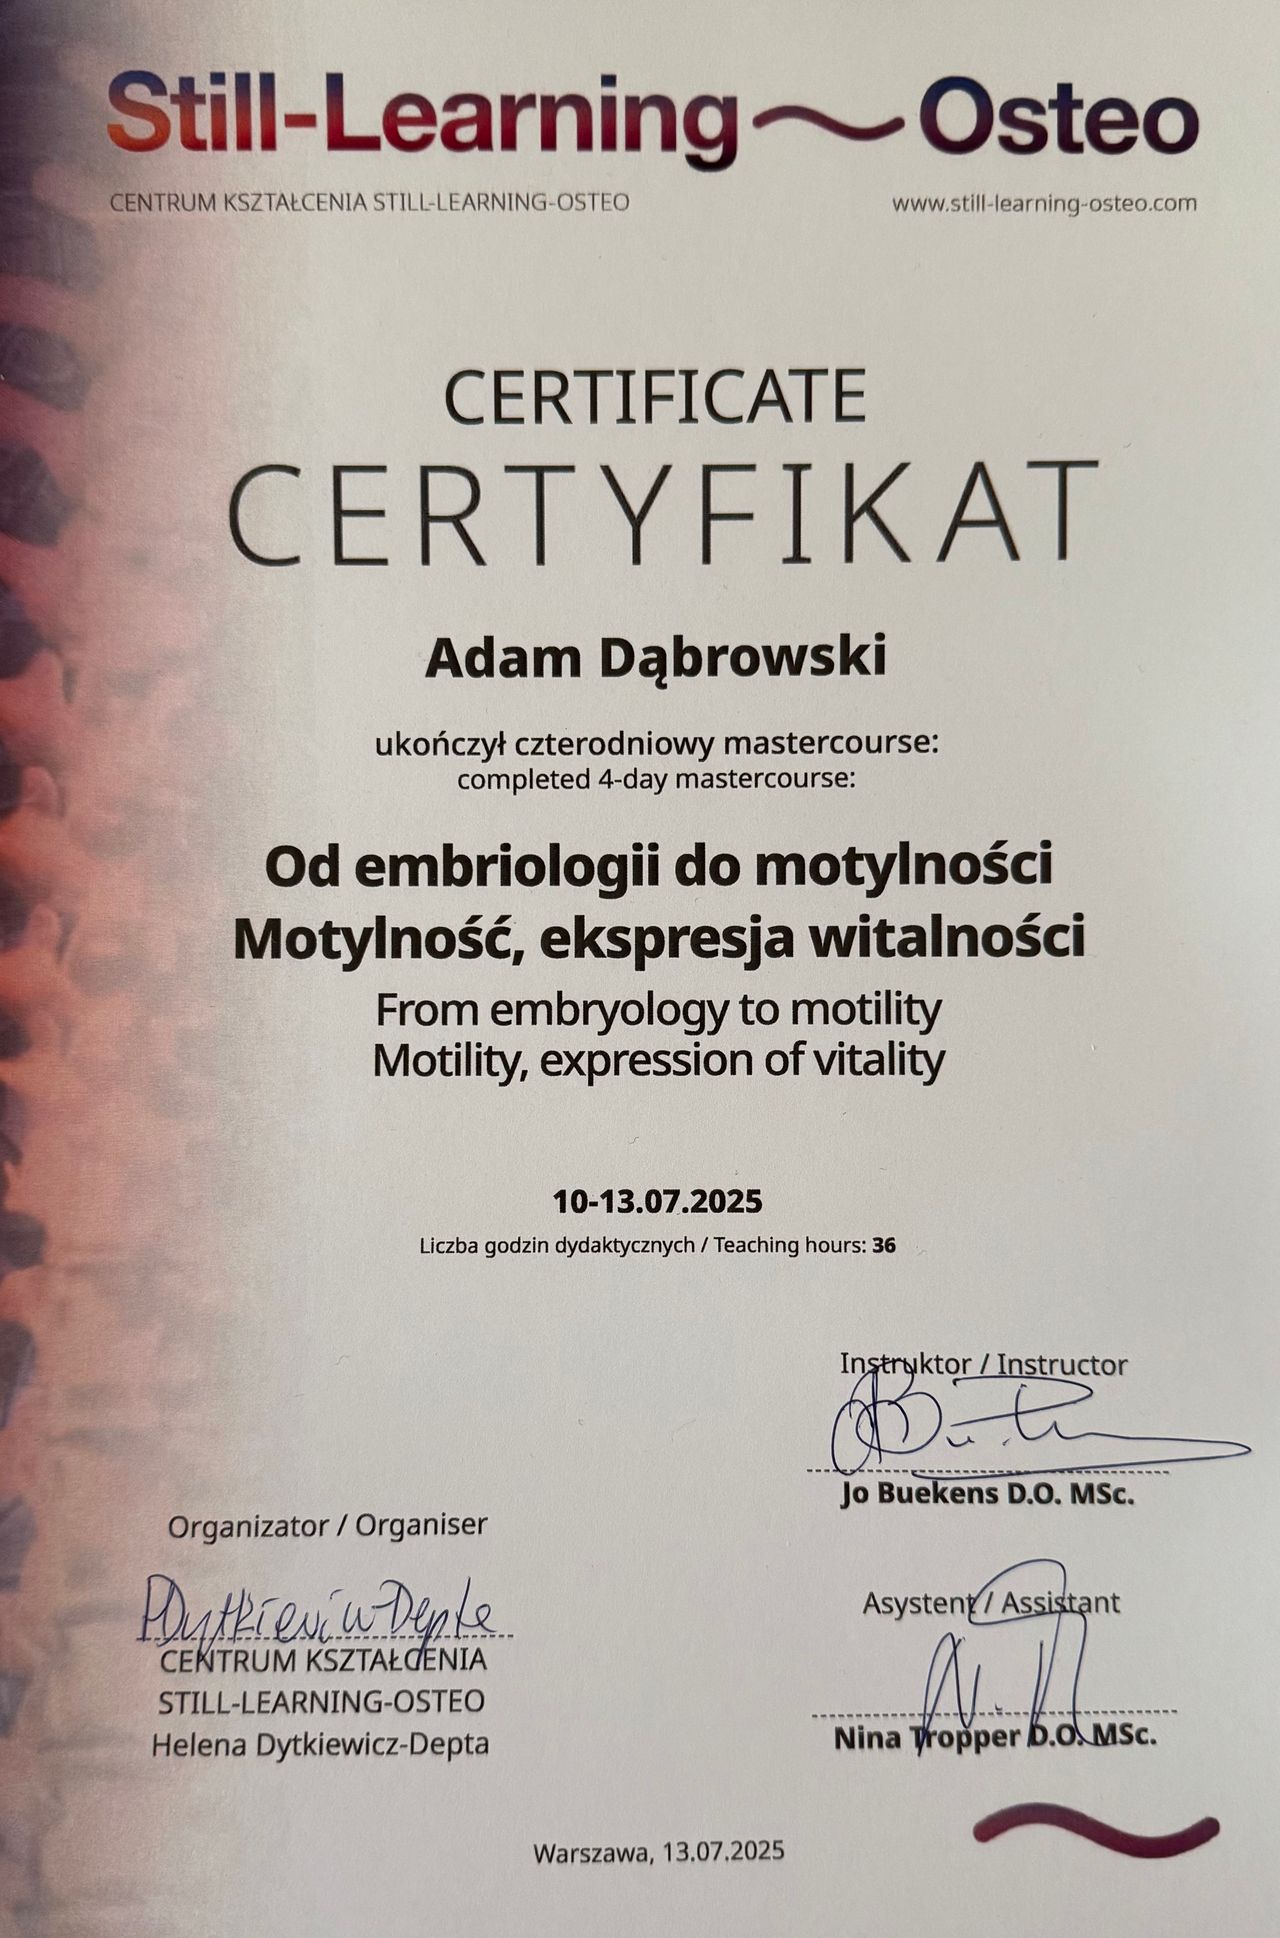 Still-Learning~Osteo
CENTRUM KSZTAŁCENIA STILL-LEARNING-OSTEO
www.still-learning-osteo.com
CERTIFICATE
CERTYFIKAT
Adam Dąbrowski
ukończył czterodniowy mastercourse:
completed 4-day mastercourse:
Od embriologii do motylności
Motylność, ekspresja witalności
From embryology to motility
Motility, expression of vitality
10-13.07.2025
Liczba godzin dydaktycznych / Teaching hours: 36
Instruktor / Instructor
Jo Buekens D.O. MSc.
Organizator / Organiser
Dytkiewicz-Depta
CENTRUM KSZTAŁCENIA
STILL-LEARNING-OSTEO
Helena Dytkiewicz-Depta
Asystent / Assistant
Nina Tropper D.O. MSc.
Warszawa, 13.07.2025